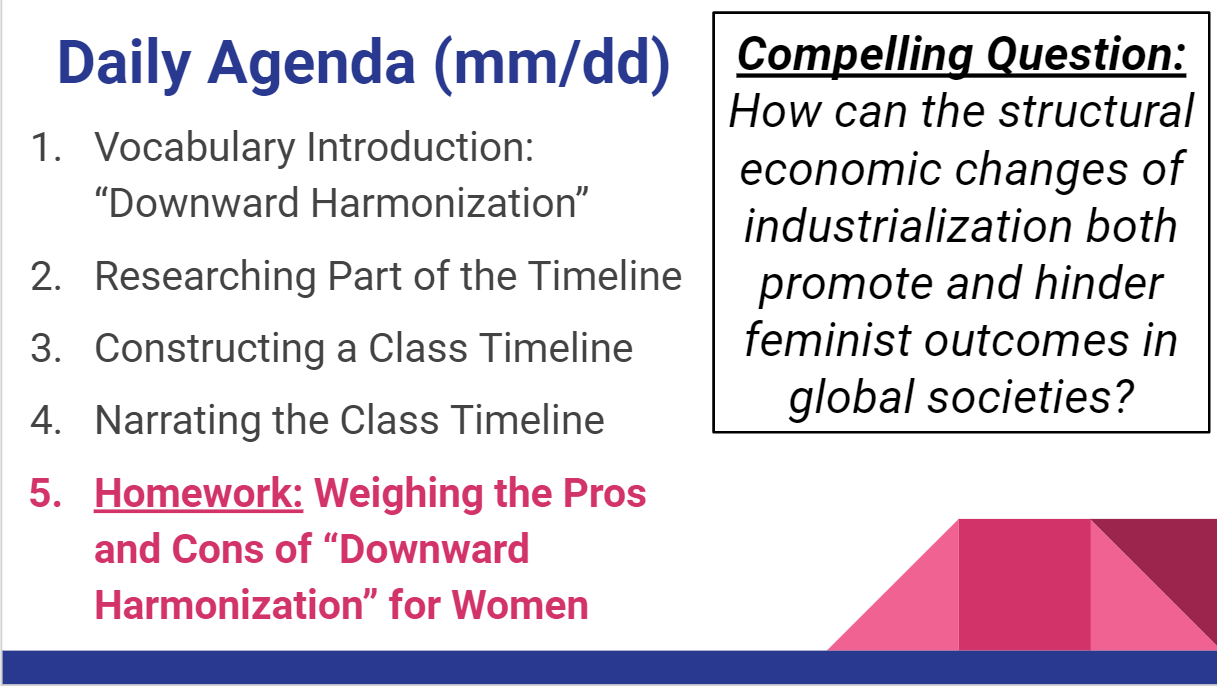 Daily Agenda (mm/dd)
1. Vocabulary Introduction:
“Downward Harmonization”
2. Researching Part of the Timeline
3. Constructing a Class Timeline
4. Narrating the Class Timeline
5. Homework: Weighing the Pros
and Cons of “Downward
Harmonization” for Women
Compelling Question:
How can the structural
economic changes of
industrialization both
promote and hinder
feminist outcomes in
global societies?